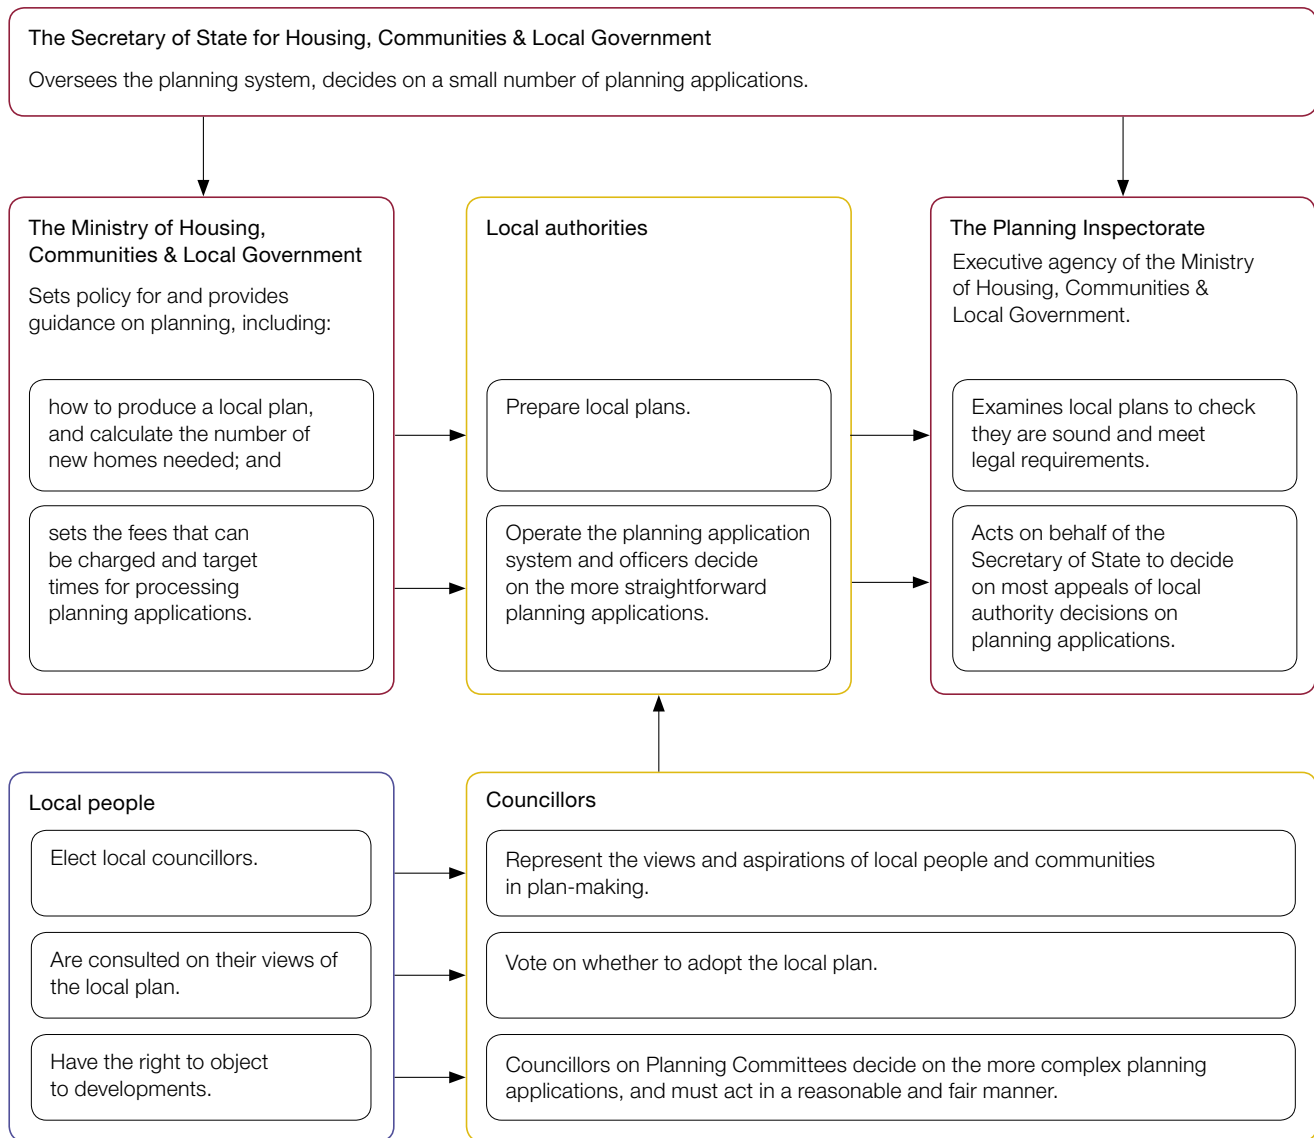 The Secretary of State for Housing, Communities & Local Government
Oversees the planning system, decides on a small number of planning applications.
The Ministry of Housing,
Communities & Local Government
Sets policy for and provides
guidance on planning, including:
how to produce a local plan,
and calculate the number of
new homes needed; and
sets the fees that can
be charged and target
times for processing
planning applications.
Local authorities
Prepare local plans.
Operate the planning application
system and officers decide
on the more straightforward
planning applications.
The Planning Inspectorate
Executive agency of the Ministry
of Housing, Communities &
Local Government.
Examines local plans to check
they are sound and meet
legal requirements.
Acts on behalf of the
Secretary of State to decide
on most appeals of local
authority decisions on
planning applications.
Local people
Elect local councillors.
Are consulted on their views of
the local plan.
Have the right to object
to developments.
Councillors
Represent the views and aspirations of local people and communities
in plan-making.
Vote on whether to adopt the local plan.
Councillors on Planning Committees decide on the more complex planning
applications, and must act in a reasonable and fair manner.